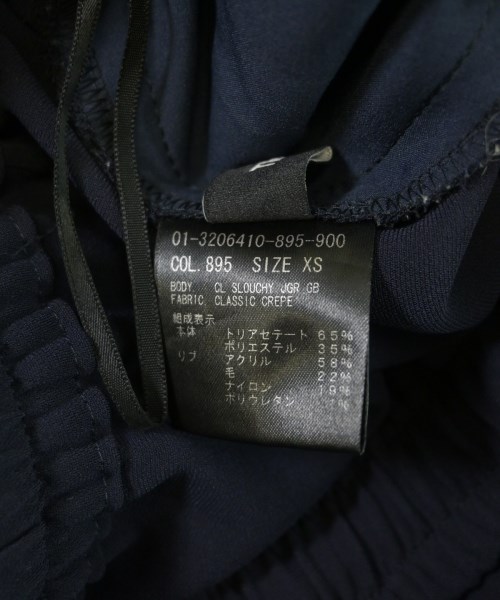 01-3206410-895-900
COL. 895 SIZE XS
BODY CL SLOUCHY JGR GB
FABRIC CLASSIC CREPE
組成表示
本体 トリアセテート 65%
ポリエステル 35%
リブ アクリル 58%
毛 22%
ナイロン 19%
ポリウレタン 1%